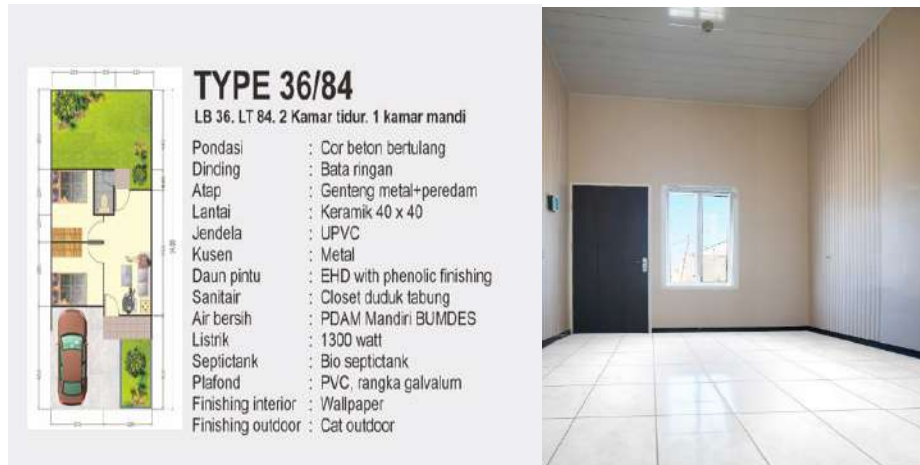 TYPE 36/84
LB 36. LT 84. 2 Kamar tidur. 1 kamar mandi
Pondasi : Cor beton bertulang
Dinding : Bata ringan
Atap : Genteng metal+peredam
Lantai : Keramik 40 x 40
Jendela : UPVC
Kusen : Metal
Daun pintu : EHD with phenolic finishing
Sanitair : Closet duduk tabung
Air bersih : PDAM Mandiri BUMDES
Listrik : 1300 watt
Septictank : Bio septictank
Plafond : PVC, rangka galvalum
Finishing interior : Wallpaper
Finishing outdoor : Cat outdoor